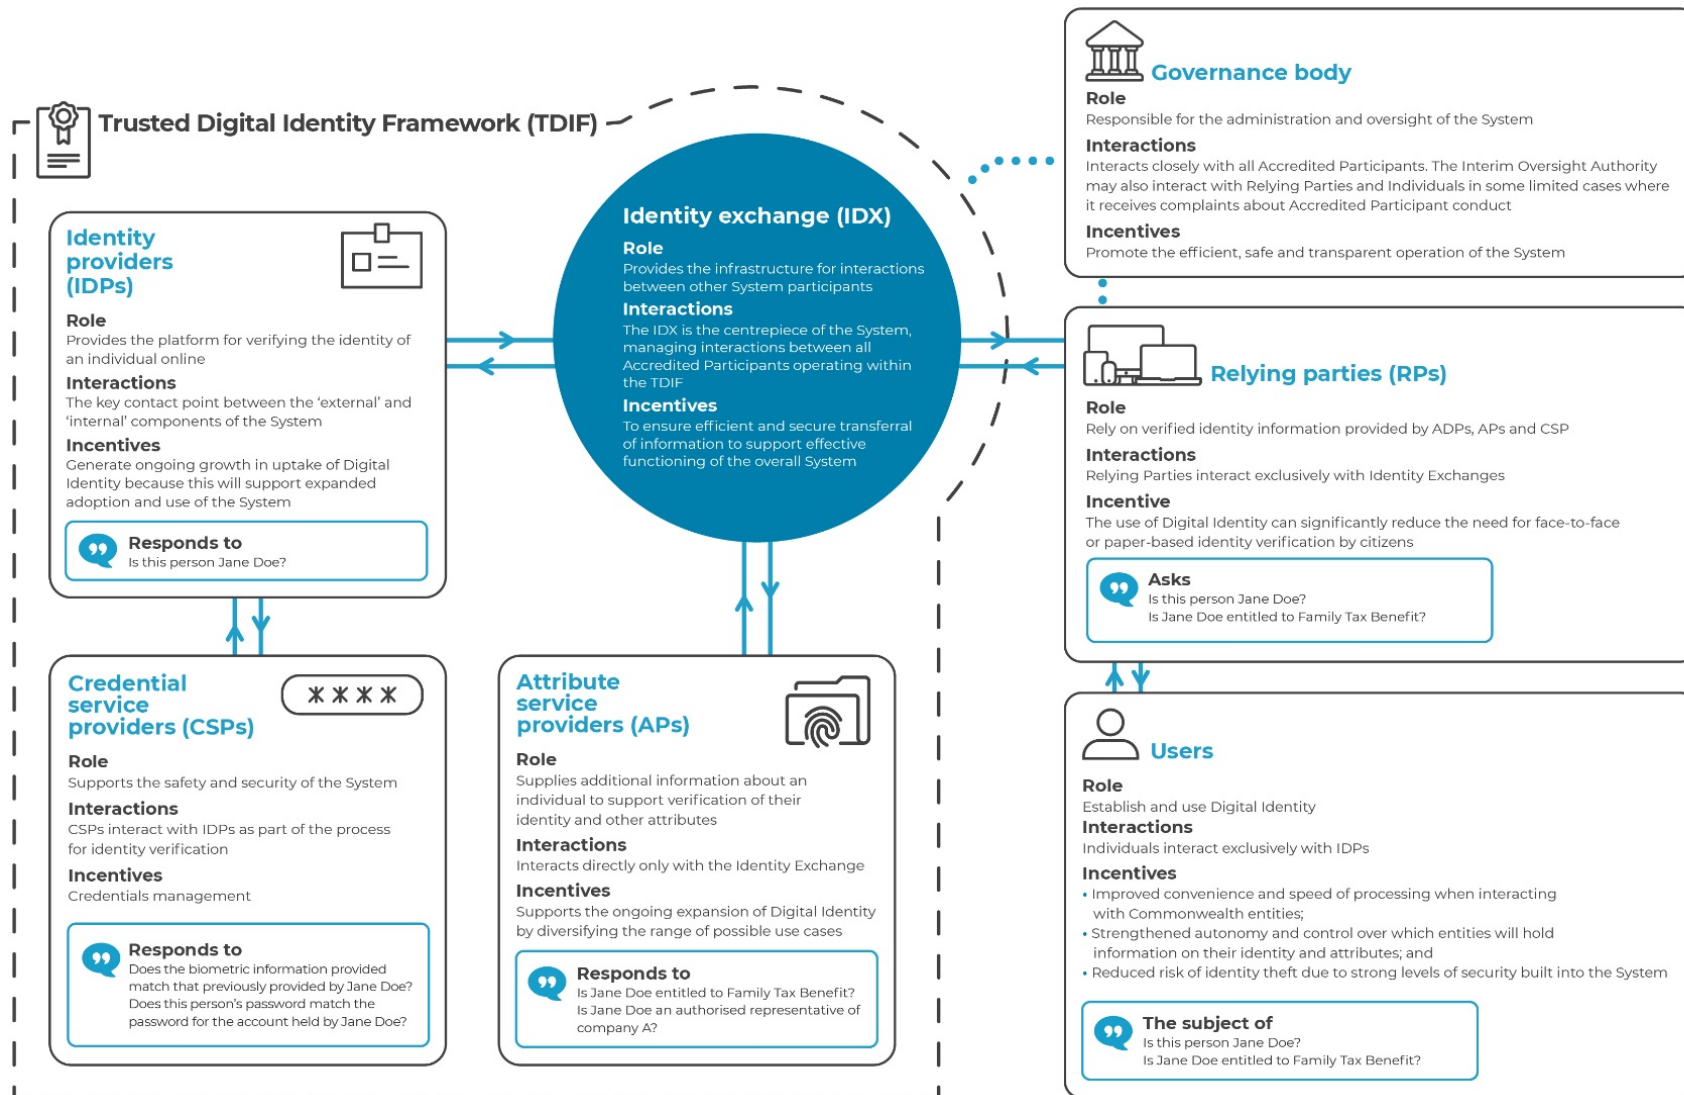 Trusted Digital Identity Framework (TDIF)
Identity
providers
(IDPs)
Role
Provides the platform for verifying the identity of
an individual online
Interactions
The key contact point between the ‘external’ and
‘internal’ components of the System
Incentives
Generate ongoing growth in uptake of Digital
Identity because this will support expanded
adoption and use of the System
Responds to
Is this person Jane Doe?
Identity exchange (IDX)
Role
Provides the infrastructure for interactions
between other System participants
Interactions
The IDX is the centrepiece of the System,
managing interactions between all
Accredited Participants operating within
the TDIF
Incentives
To ensure efficient and secure transferral
of information to support effective
functioning of the overall System
Governance body
Role
Responsible for the administration and oversight of the System
Interactions
Interacts closely with all Accredited Participants. The Interim Oversight Authority
may also interact with Relying Parties and Individuals in some limited cases where
it receives complaints about Accredited Participant conduct
Incentives
Promote the efficient, safe and transparent operation of the System
Relying parties (RPs)
Role
Rely on verified identity information provided by ADPs, APs and CSP
Interactions
Relying Parties interact exclusively with Identity Exchanges
Incentive
The use of Digital Identity can significantly reduce the need for face-to-face
or paper-based identity verification by citizens
Asks
Is this person Jane Doe?
Is Jane Doe entitled to Family Tax Benefit?
Credential
service
providers (CSPs)
Role
Supports the safety and security of the System
Interactions
CSPs interact with IDPs as part of the process
for identity verification
Incentives
Credentials management
Responds to
Does the biometric information provided
match that previously provided by Jane Doe?
Does this person’s password match the
password for the account held by Jane Doe?
Attribute
service
providers (APs)
Role
Supplies additional information about an
individual to support verification of their
identity and other attributes
Interactions
Interacts directly only with the Identity Exchange
Incentives
Supports the ongoing expansion of Digital Identity
by diversifying the range of possible use cases
Responds to
Is Jane Doe entitled to Family Tax Benefit?
Is Jane Doe an authorised representative of
company A?
Users
Role
Establish and use Digital Identity
Interactions
Individuals interact exclusively with IDPs
Incentives
• Improved convenience and speed of processing when interacting
with Commonwealth entities;
• Strengthened autonomy and control over which entities will hold
information on their identity and attributes; and
• Reduced risk of identity theft due to strong levels of security built into the System
The subject of
Is this person Jane Doe?
Is Jane Doe entitled to Family Tax Benefit?